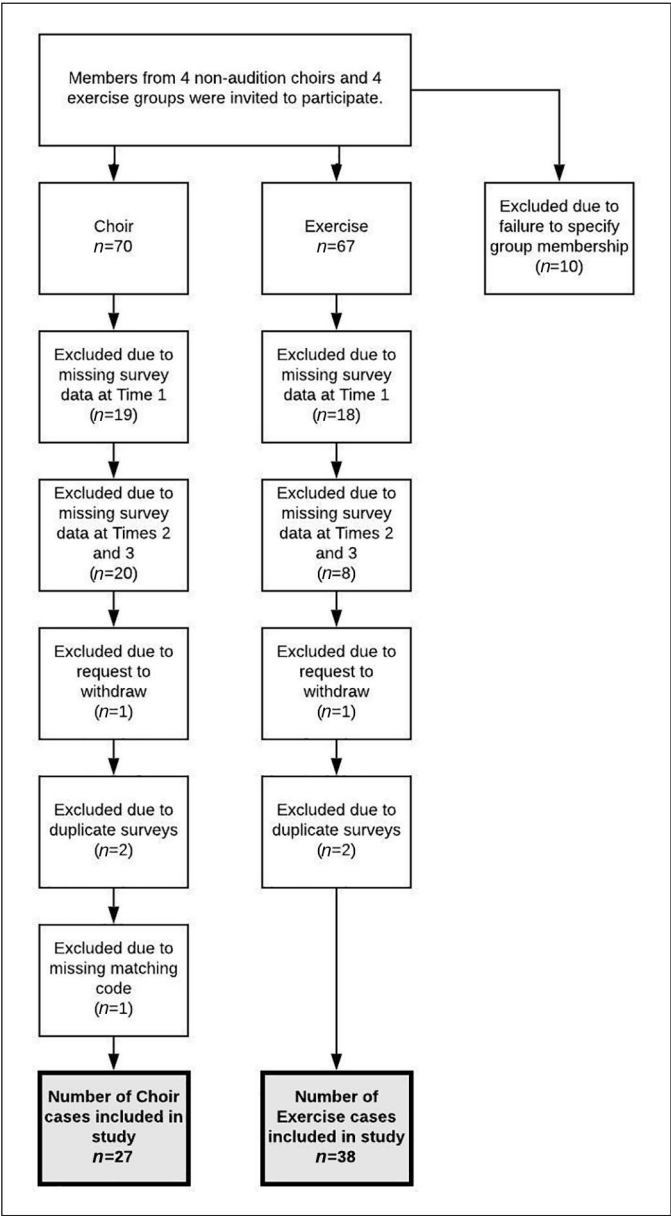 Members from 4 non-audition choirs and 4
exercise groups were invited to participate.
Choir
n=70
Exercise
n=67
Excluded due to
failure to specify
group membership
(n=10)
Excluded due to
missing survey
data at Time 1
(n=19)
Excluded due to
missing survey
data at Time 1
(n=18)
Excluded due to
missing survey
data at Times 2
and 3
(n=20)
Excluded due to
missing survey
data at Times 2
and 3
(n=8)
Excluded due to
request to
withdraw
(n=1)
Excluded due to
request to
withdraw
(n=1)
Excluded due to
duplicate surveys
(n=2)
Excluded due to
duplicate surveys
(n=2)
Excluded due to
missing matching
code
(n=1)
Number of Choir
cases included in
study
n=27
Number of
Exercise cases
included in study
n=38